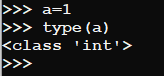 >>> a=1
>>> type(a)
<class 'int'>
>>>